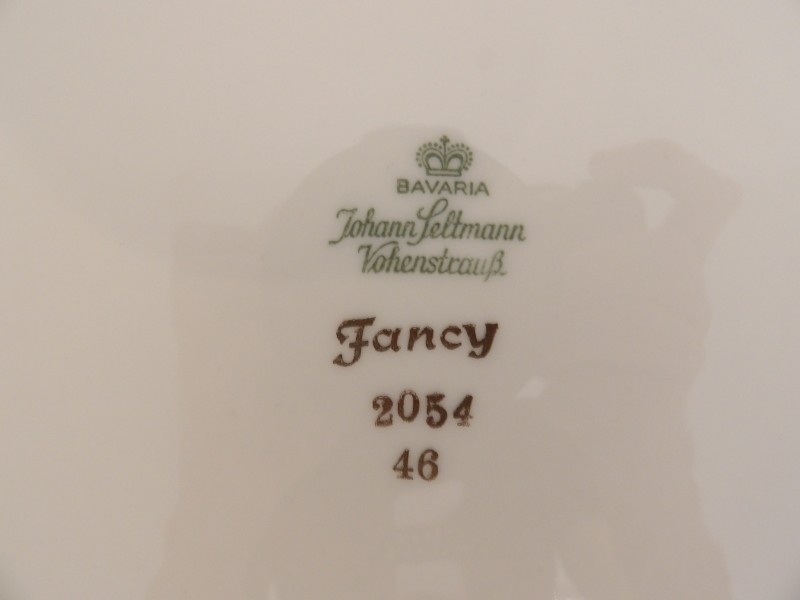 BAVARIA
Johann Seltmann
Vohenstrauß
Fancy
2054
46